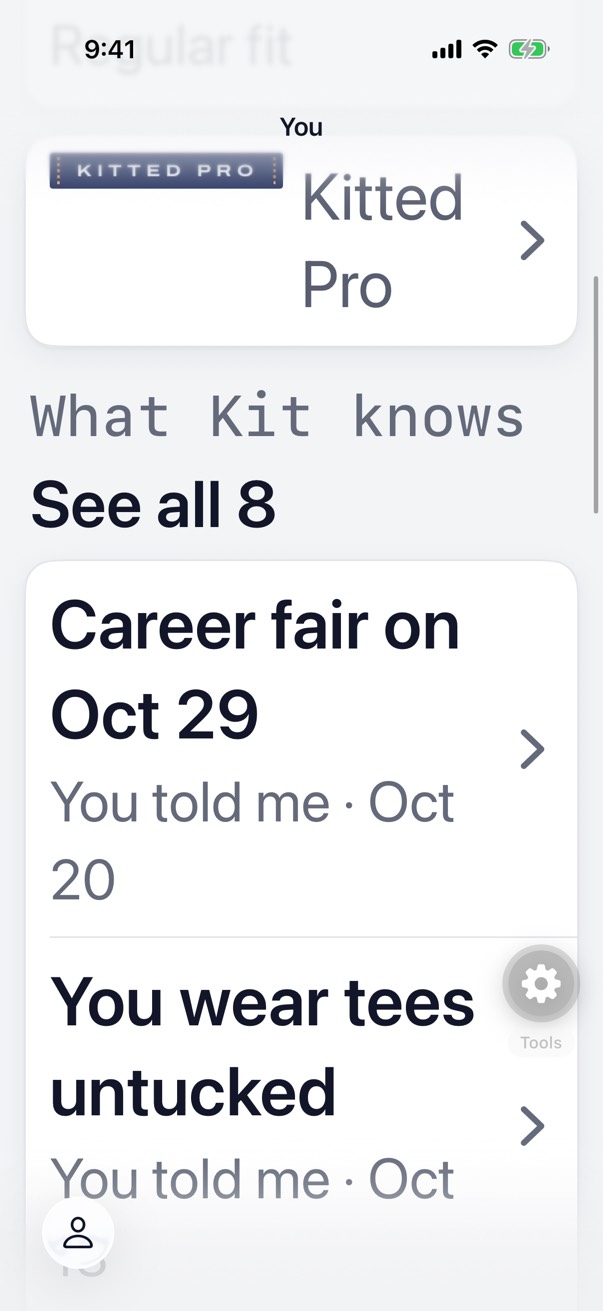 Regular fit
9:41
You
KITTED PRO
Kitted
Pro
What Kit knows
See all 8
Career fair on
Oct 29
You told me · Oct
20
You wear tees
untucked
Tools
You told me · Oct